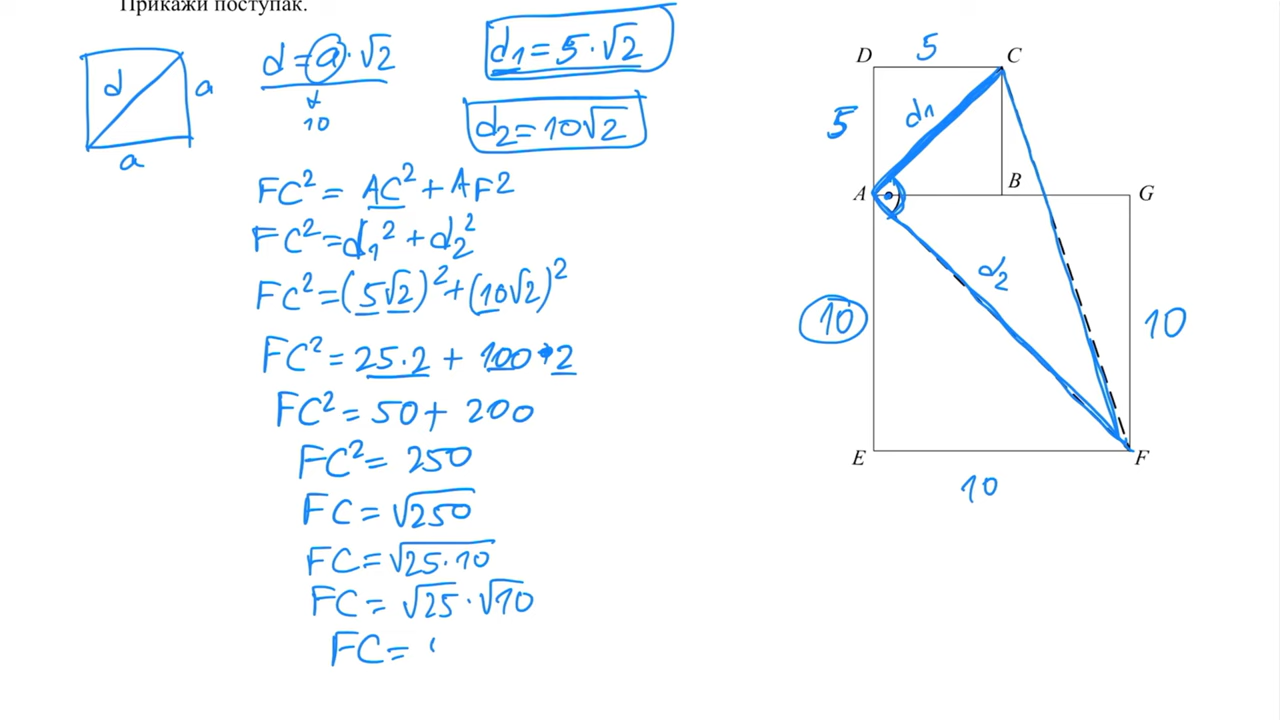 Прикажи поступак.
d = a · √2
10
d1 = 5 · √2
d2 = 10√2
d
a
a
FC² = AC² + AF2
FC² = d₁² + d₂²
FC² = (5√2)² + (10√2)²
FC² = 25·2 + 100·2
FC² = 50 + 200
FC² = 250
FC = √250
FC = √25·10
FC = √25 · √10
FC =
5
D C
5 d1
A B G
d2
10 10
E F
10